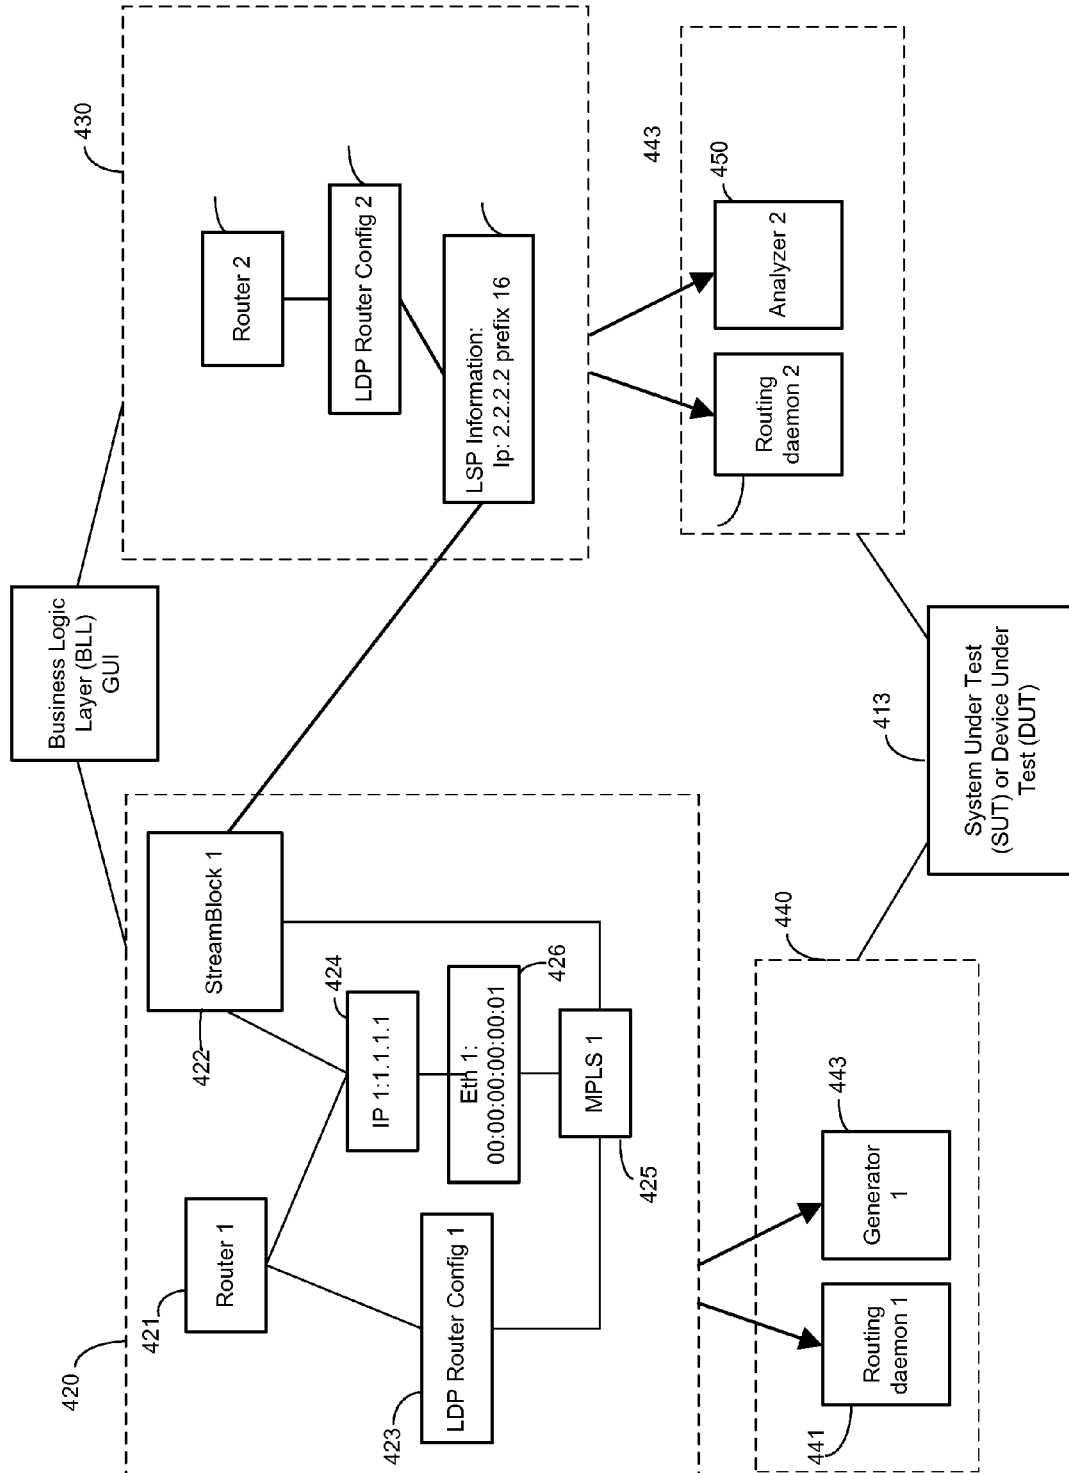 Business Logic
Layer (BLL)
GUI
420
421
Router 1
422
StreamBlock 1
423
LDP Router Config 1
424
IP 1:1.1.1.1
426
Eth 1:
00:00:00:00:00:01
425
MPLS 1
430
Router 2
LDP Router Config 2
LSP Information:
Ip: 2.2.2.2 prefix 16
440
441
Routing
daemon 1
443
Generator
1
443
Routing
daemon 2
450
Analyzer 2
413
System Under Test
(SUT) or Device Under
Test (DUT)